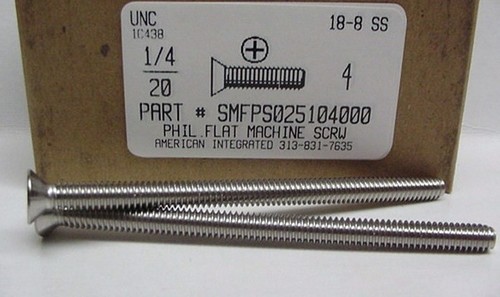 UNC 18-8 SS
1C438
1/4
20
4
PART # SMFPS025104000
PHIL.FLAT MACHINE SCRW
AMERICAN INTEGRATED 313-831-7635